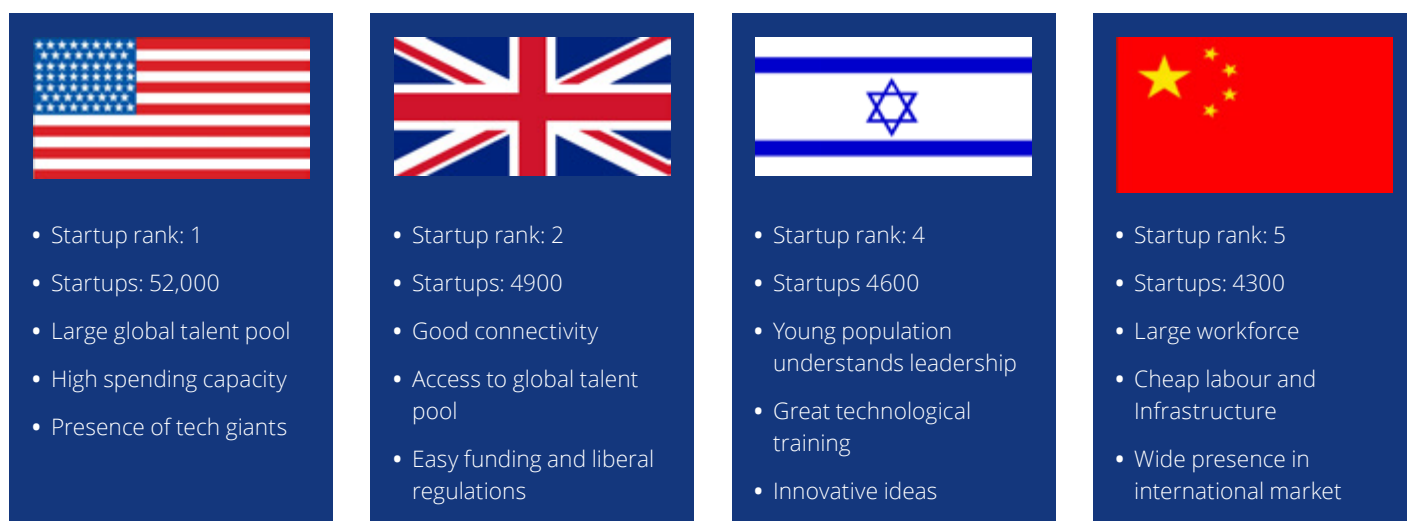 • Startup rank: 1
• Startups: 52,000
• Large global talent pool
• High spending capacity
• Presence of tech giants
• Startup rank: 2
• Startups: 4900
• Good connectivity
• Access to global talent
pool
• Easy funding and liberal
regulations
• Startup rank: 4
• Startups 4600
• Young population
understands leadership
• Great technological
training
• Innovative ideas
• Startup rank: 5
• Startups: 4300
• Large workforce
• Cheap labour and
Infrastructure
• Wide presence in
international market